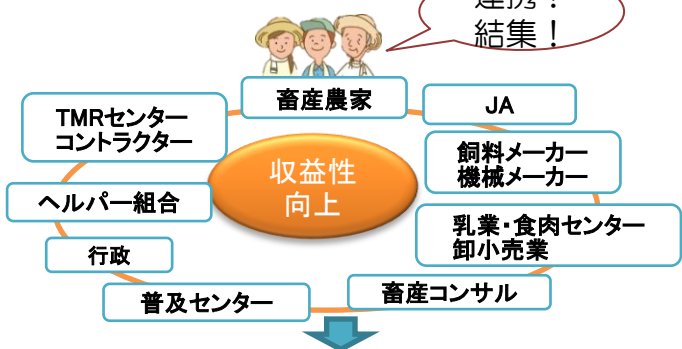 連携！
結集！
畜産農家
JA
TMRセンター
コントラクター
収益性
向上
飼料メーカー
機械メーカー
ヘルパー組合
乳業・食肉センター
卸小売業
行政
畜産コンサル
普及センター